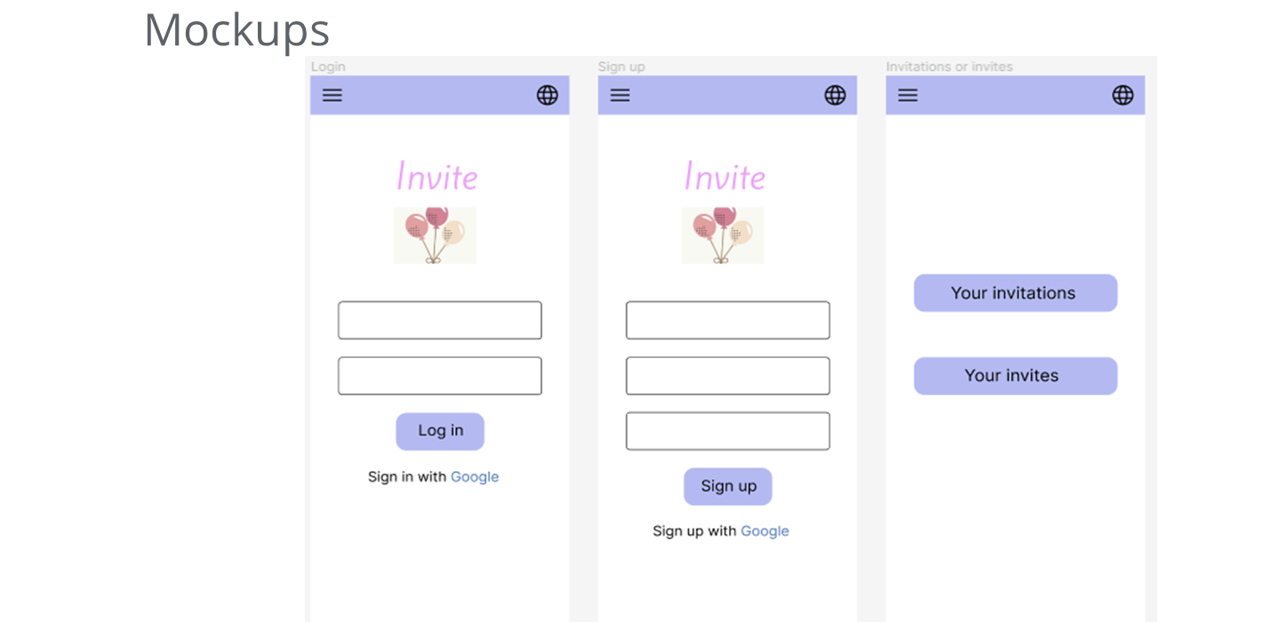 Mockups
Login
Invite
Log in
Sign in with Google
Sign up
Invite
Sign up
Sign up with Google
Invitations or invites
Your invitations
Your invites